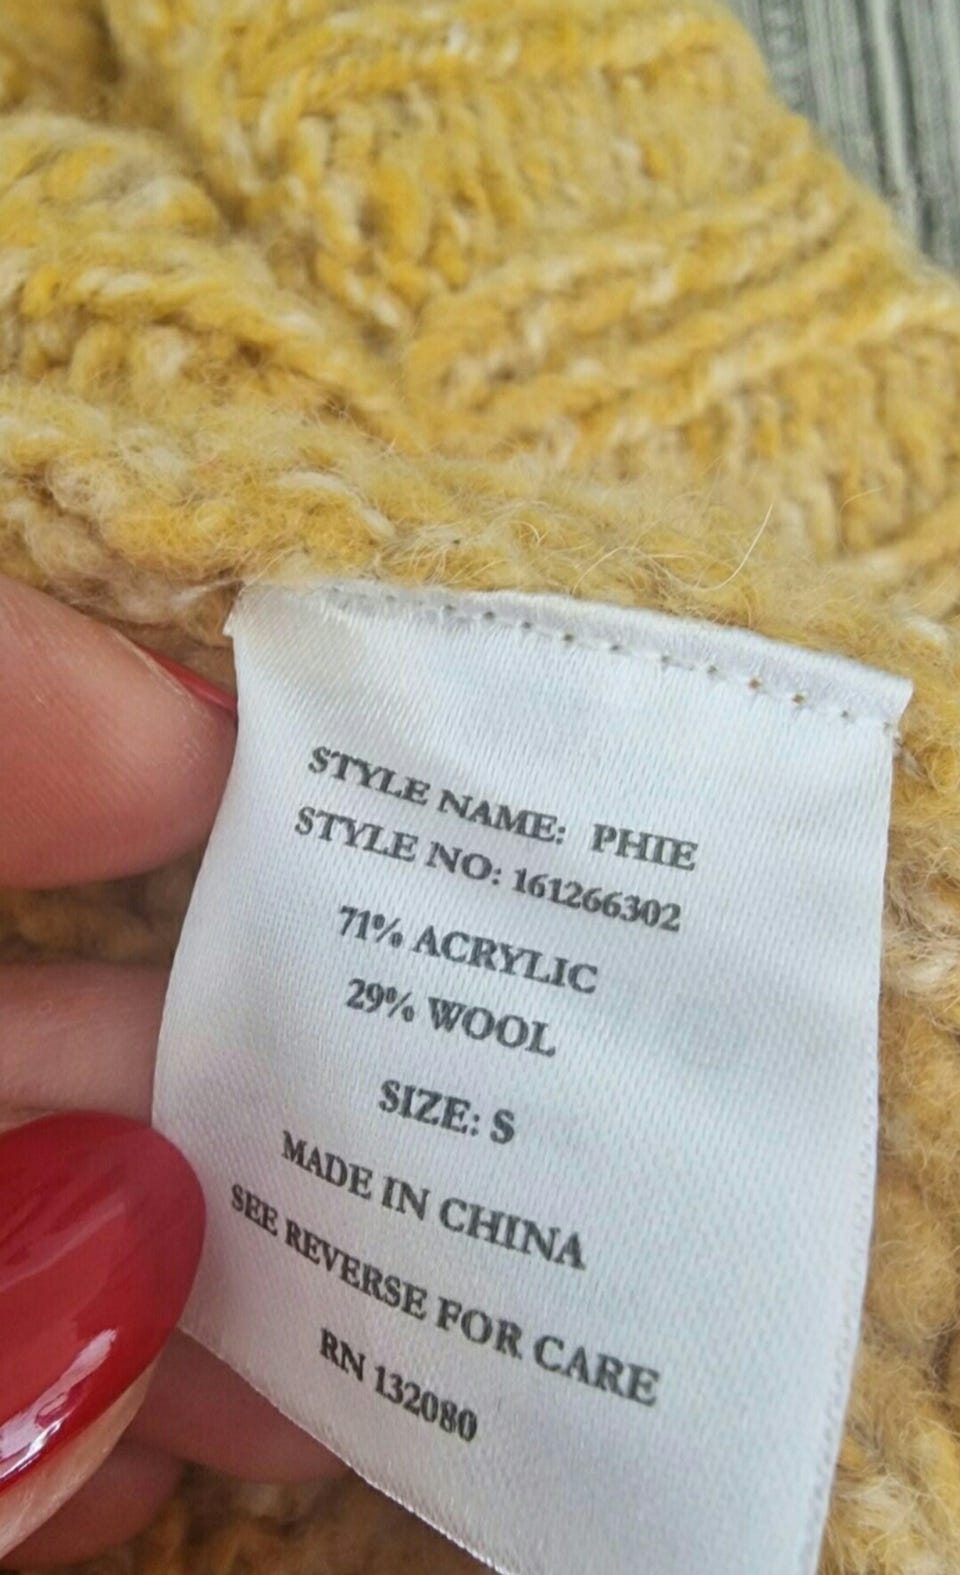 STYLE NAME: PHIE
STYLE NO: 161266302
71% ACRYLIC
29% WOOL
SIZE: S
MADE IN CHINA
SEE REVERSE FOR CARE
RN 132080